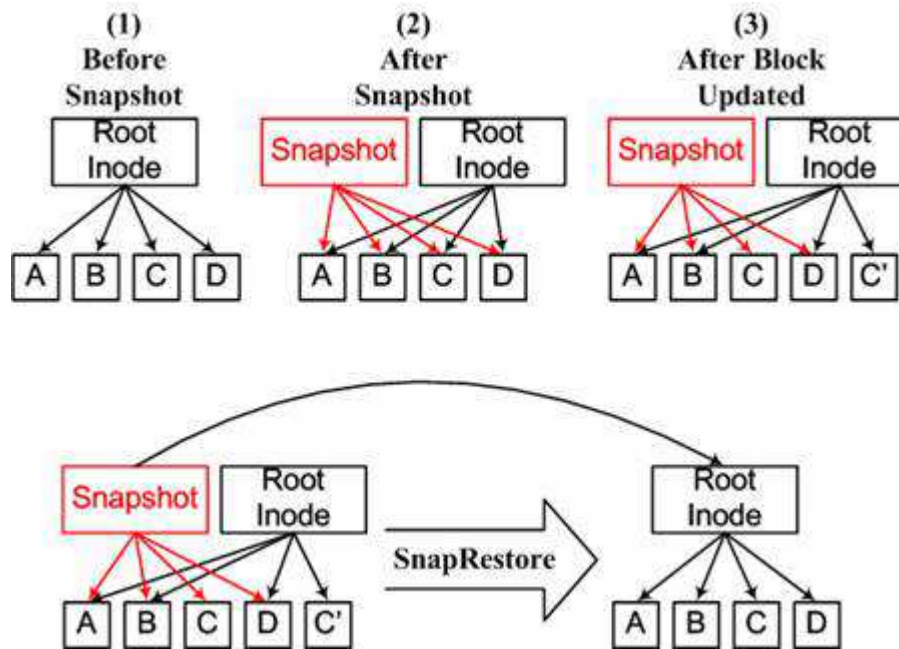 (1)
Before
Snapshot
(2)
After
Snapshot
(3)
After Block
Updated
Root
Inode
Snapshot
Root
Inode
Snapshot
Root
Inode
A B C D
A B C D
A B C D C'
Snapshot
Root
Inode
SnapRestore
Root
Inode
A B C D C'
A B C D